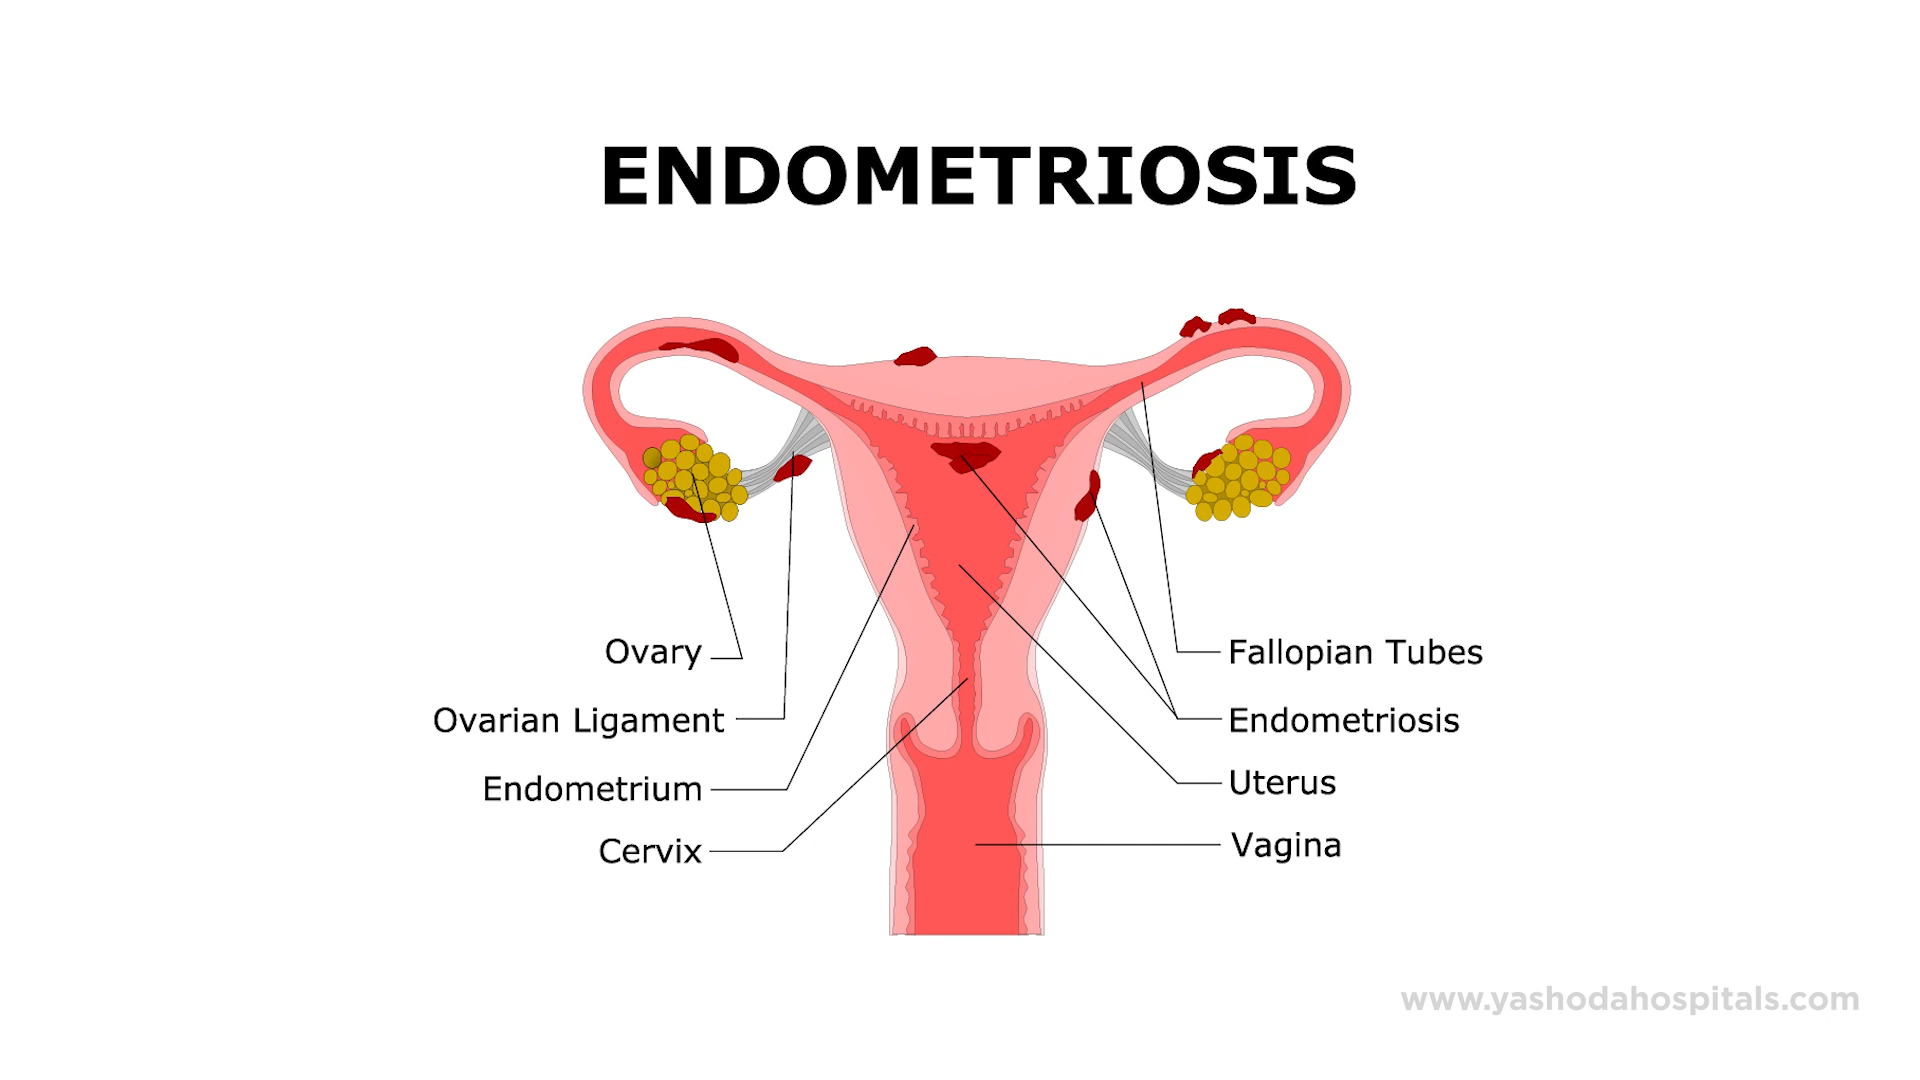 ENDOMETRIOSIS
Ovary
Ovarian Ligament
Endometrium
Cervix
Fallopian Tubes
Endometriosis
Uterus
Vagina
www.yashodahospitals.com